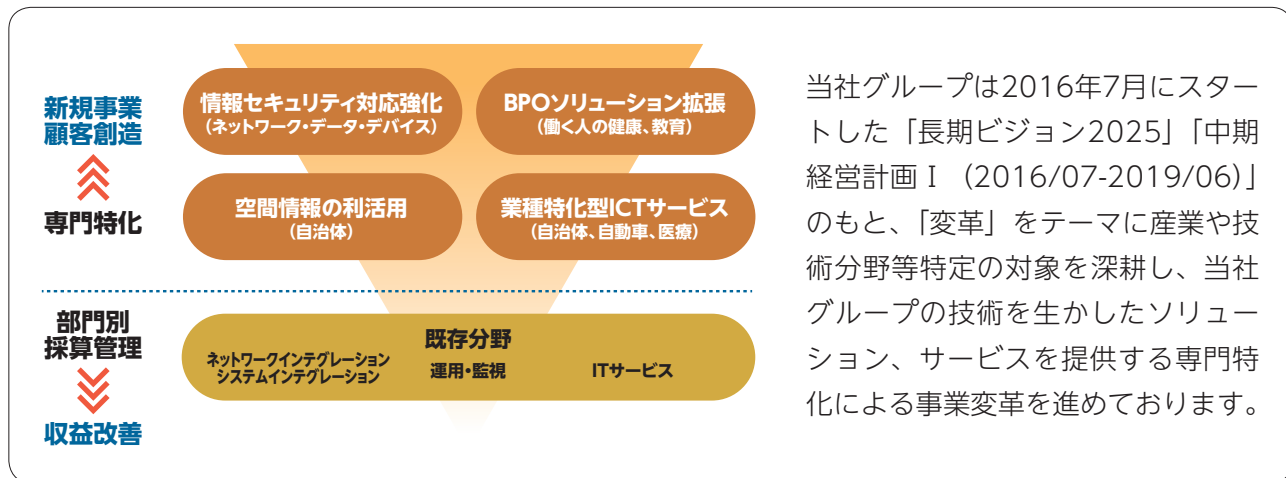 新規事業
顧客創造
専門特化
情報セキュリティ対応強化
（ネットワーク・データ・デバイス）
BPOソリューション拡張
（働く人の健康、教育）
空間情報の利活用
（自治体）
業種特化型ICTサービス
（自治体、自動車、医療）
部門別
採算管理
収益改善
既存分野
ネットワークインテグレーション
システムインテグレーション
運用・監視
ITサービス
当社グループは2016年7月にスター
トした「長期ビジョン2025」「中期
経営計画Ⅰ （2016/07-2019/06）」
のもと、「変革」をテーマに産業や技
術分野等特定の対象を深耕し、当社
グループの技術を生かしたソリュー
ション、サービスを提供する専門特
化による事業変革を進めております。